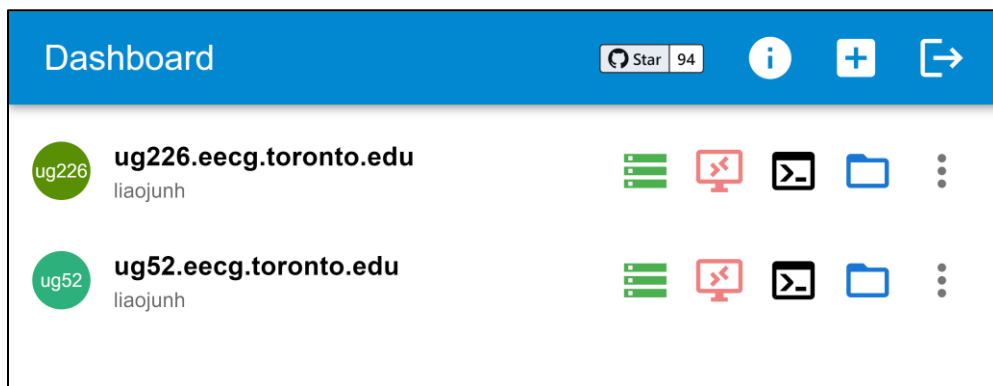 Dashboard
Star 94
ug226
ug226.eecg.toronto.edu
liaojunh
ug52
ug52.eecg.toronto.edu
liaojunh